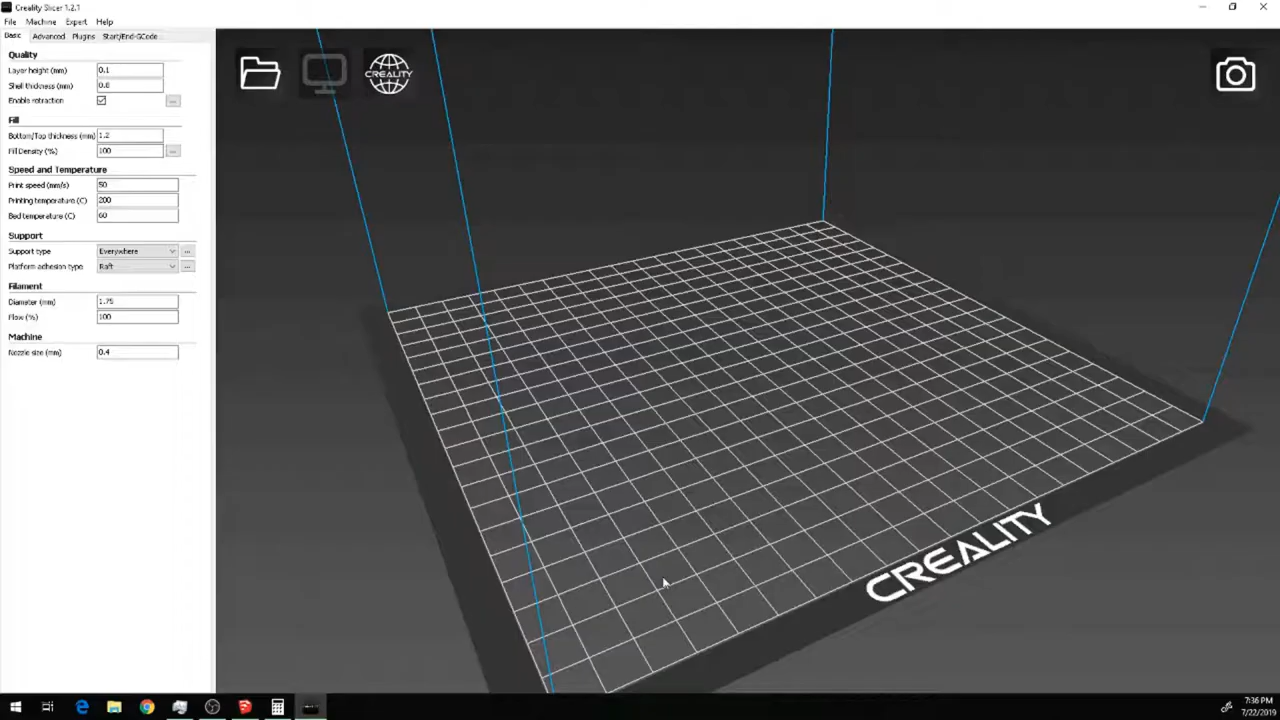 Creality Slicer 1.2.1
File Machine Expert Help
Basic Advanced Plugins Start/End-GCode
Quality
Layer height (mm) 0.1
Shell thickness (mm) 0.8
Enable retraction ...
Fill
Bottom/Top thickness (mm) 1.2
Fill Density (%) 100 ...
Speed and Temperature
Print speed (mm/s) 50
Printing temperature (C) 200
Bed temperature (C) 60
Support
Support type Everywhere ...
Platform adhesion type Raft ...
Filament
Diameter (mm) 1.75
Flow (%) 100
Machine
Nozzle size (mm) 0.4
CREALITY
CREALITY
7:36 PM
7/22/2019